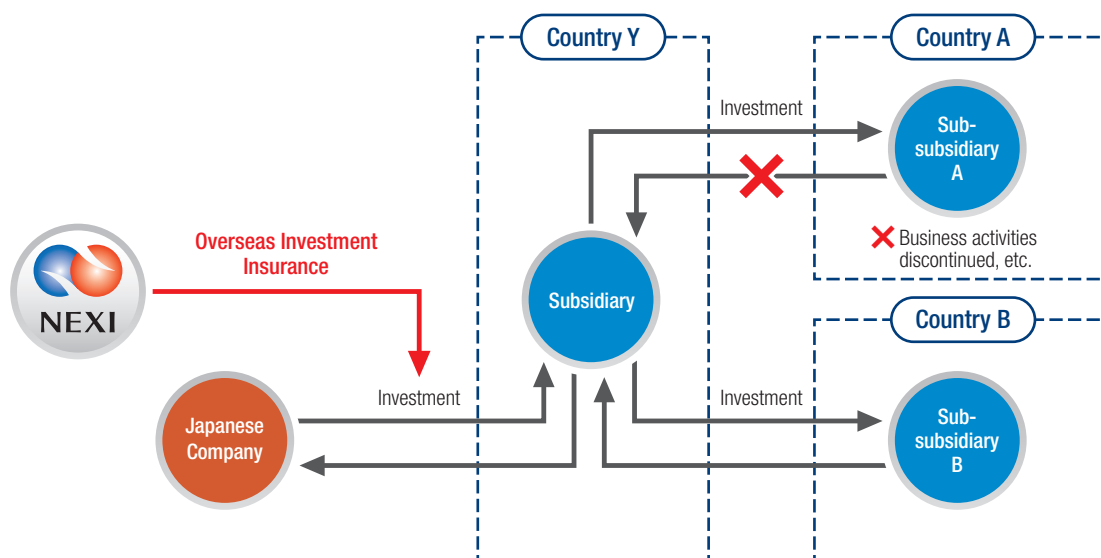 Country Y
Country A
Investment
Sub-
subsidiary
A
Overseas Investment
Insurance
Business activities
discontinued, etc.
NEXI
Subsidiary
Country B
Investment
Investment
Japanese
Company
Sub-
subsidiary
B